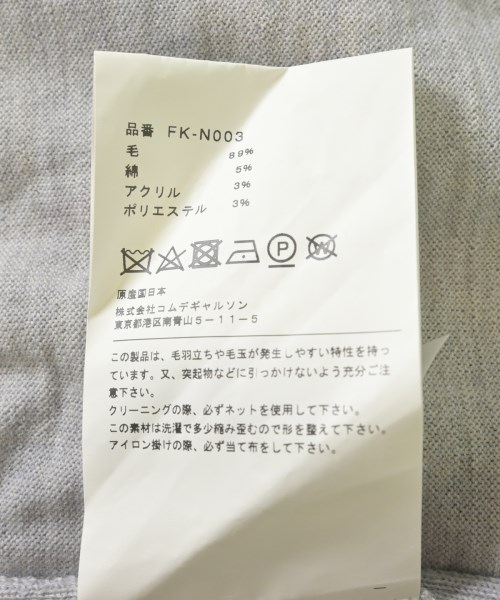 品番 FK-N003
毛 89%
綿 5%
アクリル 3%
ポリエステル 3%
P W
原産国日本
株式会社コムデギャルソン
東京都港区南青山5-11-5
この製品は、毛羽立ちや毛玉が発生しやすい特性を持っ
ています。又、突起物などに引っかけないよう充分ご注
意下さい。
クリーニングの際、必ずネットを使用して下さい。
この素材は洗濯で多少縮み歪むので形を整えて下さい。
アイロン掛けの際、必ず当て布をして下さい。